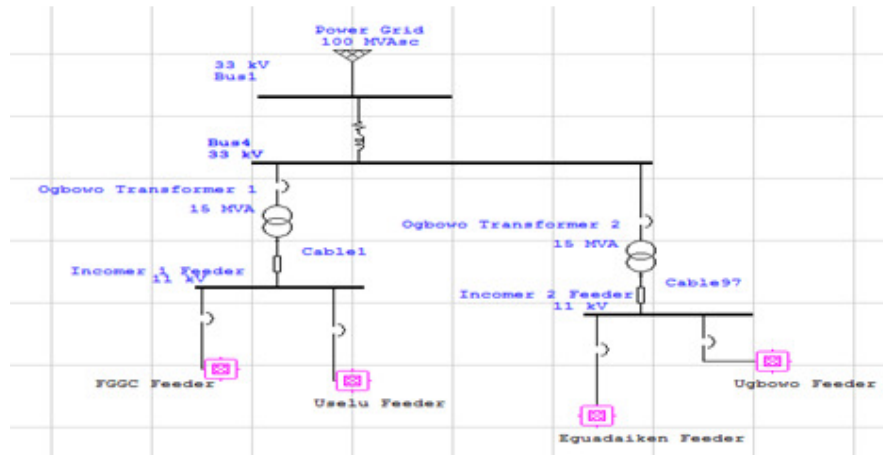 Power Grid
100 MVAsc
33 kV
Bus1
Bus4
33 kV
Ogbowo Transformer 1
15 MVA
Ogbowo Transformer 2
15 MVA
Cable1
Incomer 1 Feeder
11 kV
Cable97
Incomer 2 Feeder
11 kV
FGGC Feeder
Uselu Feeder
Ugbowo Feeder
Eguadaiken Feeder